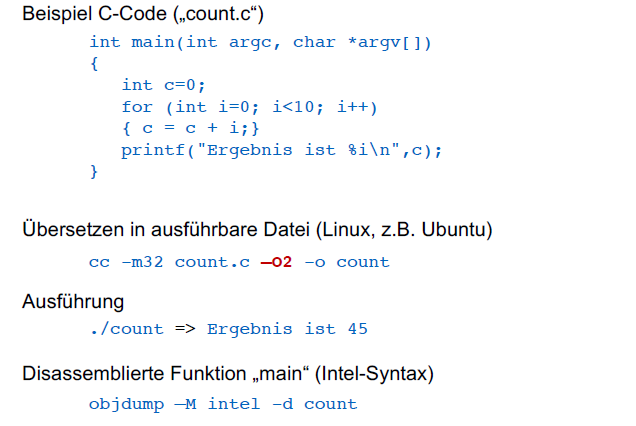 Beispiel C-Code („count.c“)
int main(int argc, char *argv[])
{
int c=0;
for (int i=0; i<10; i++)
{ c = c + i;}
printf("Ergebnis ist %i\n",c);
}
Übersetzen in ausführbare Datei (Linux, z.B. Ubuntu)
cc –m32 count.c –o2 –o count
Ausführung
./count => Ergebnis ist 45
Disassemblierte Funktion „main“ (Intel-Syntax)
objdump –M intel –d count